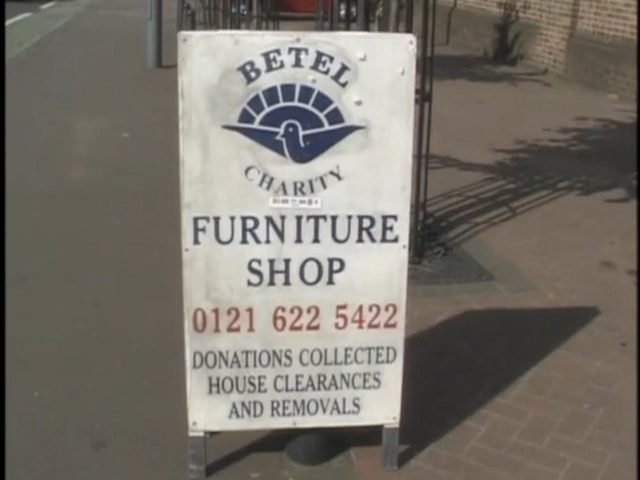 BETEL
CHARITY
FURNITURE
SHOP
0121 622 5422
DONATIONS COLLECTED
HOUSE CLEARANCES
AND REMOVALS